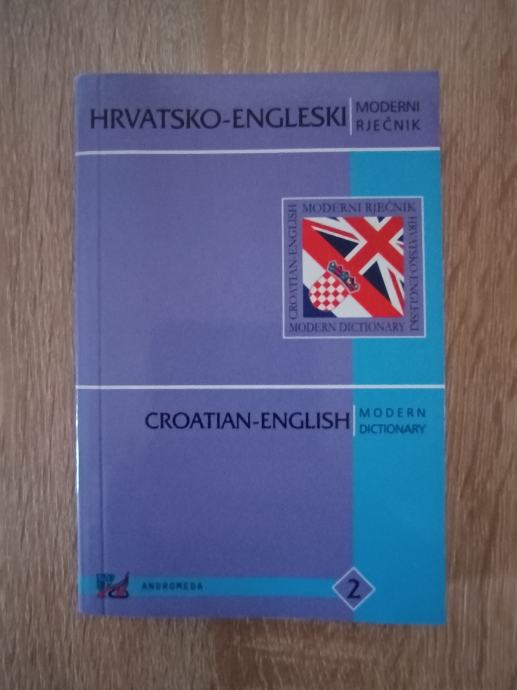 HRVATSKO-ENGLESKI
MODERNI
RJEČNIK
MODERNI RJEČNIK
CROATIAN-ENGLISH
HRVATSKO-ENGLESKI
MODERN DICTIONARY
CROATIAN-ENGLISH
MODERN
DICTIONARY
ANDROMEDA
2